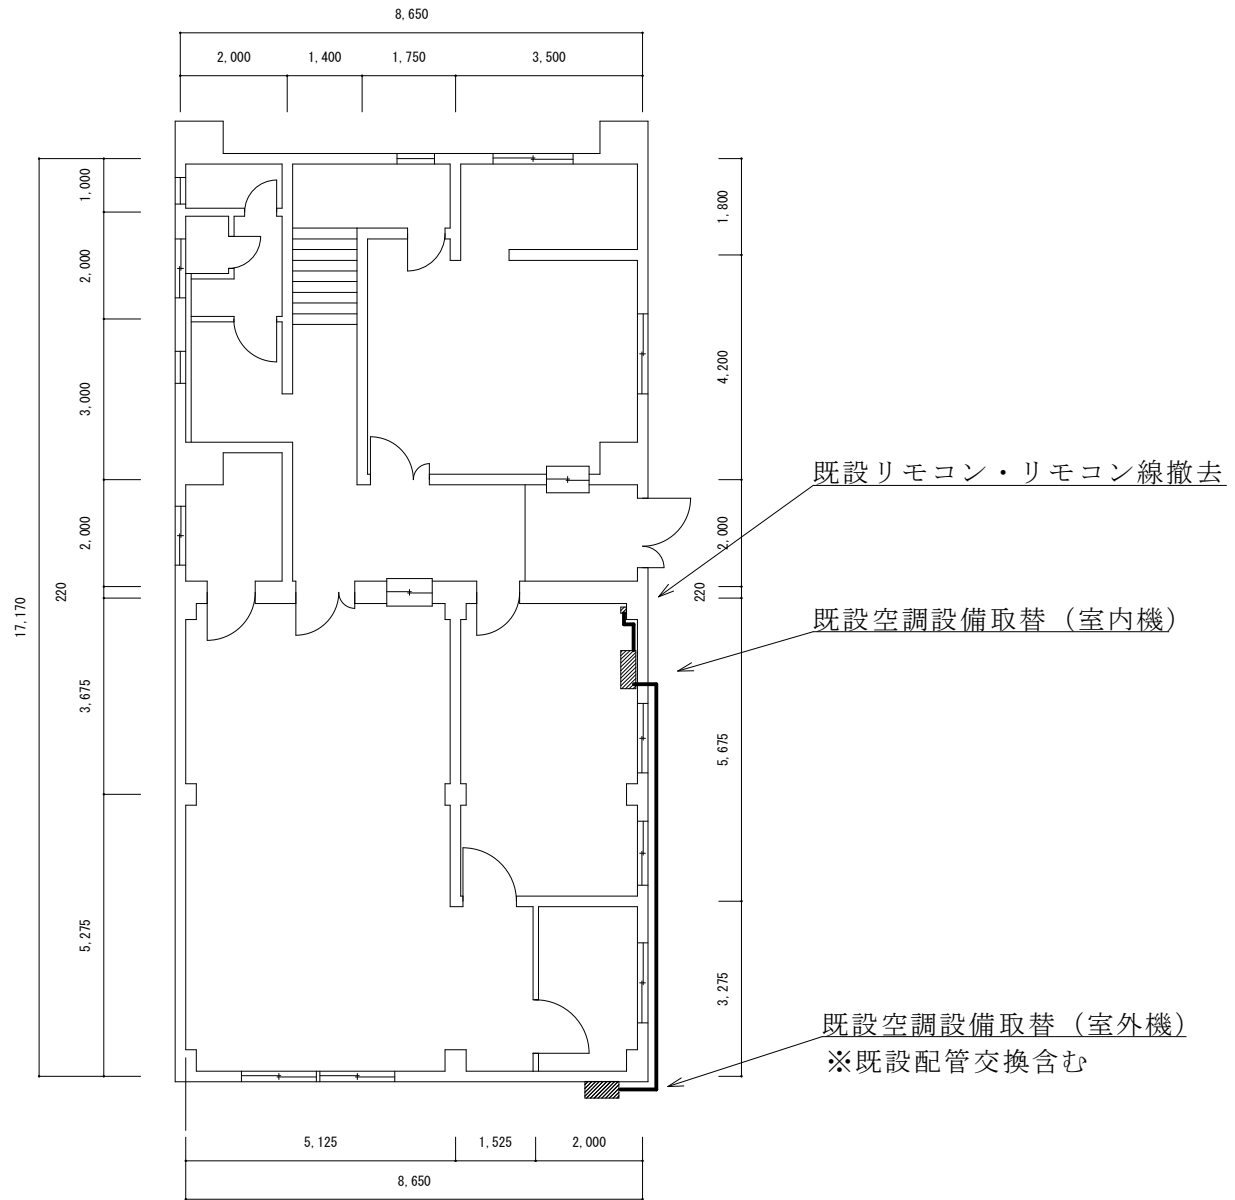 8,650
2,000 1,400 1,750 3,500
1,000
2,000
3,000
2,000
220
3,675
5,275
17,170
1,800
4,200
2,000
220
5,675
3,275
既設リモコン・リモコン線撤去
既設空調設備取替（室内機）
既設空調設備取替（室外機）
※既設配管交換含む
5,125 1,525 2,000
8,650